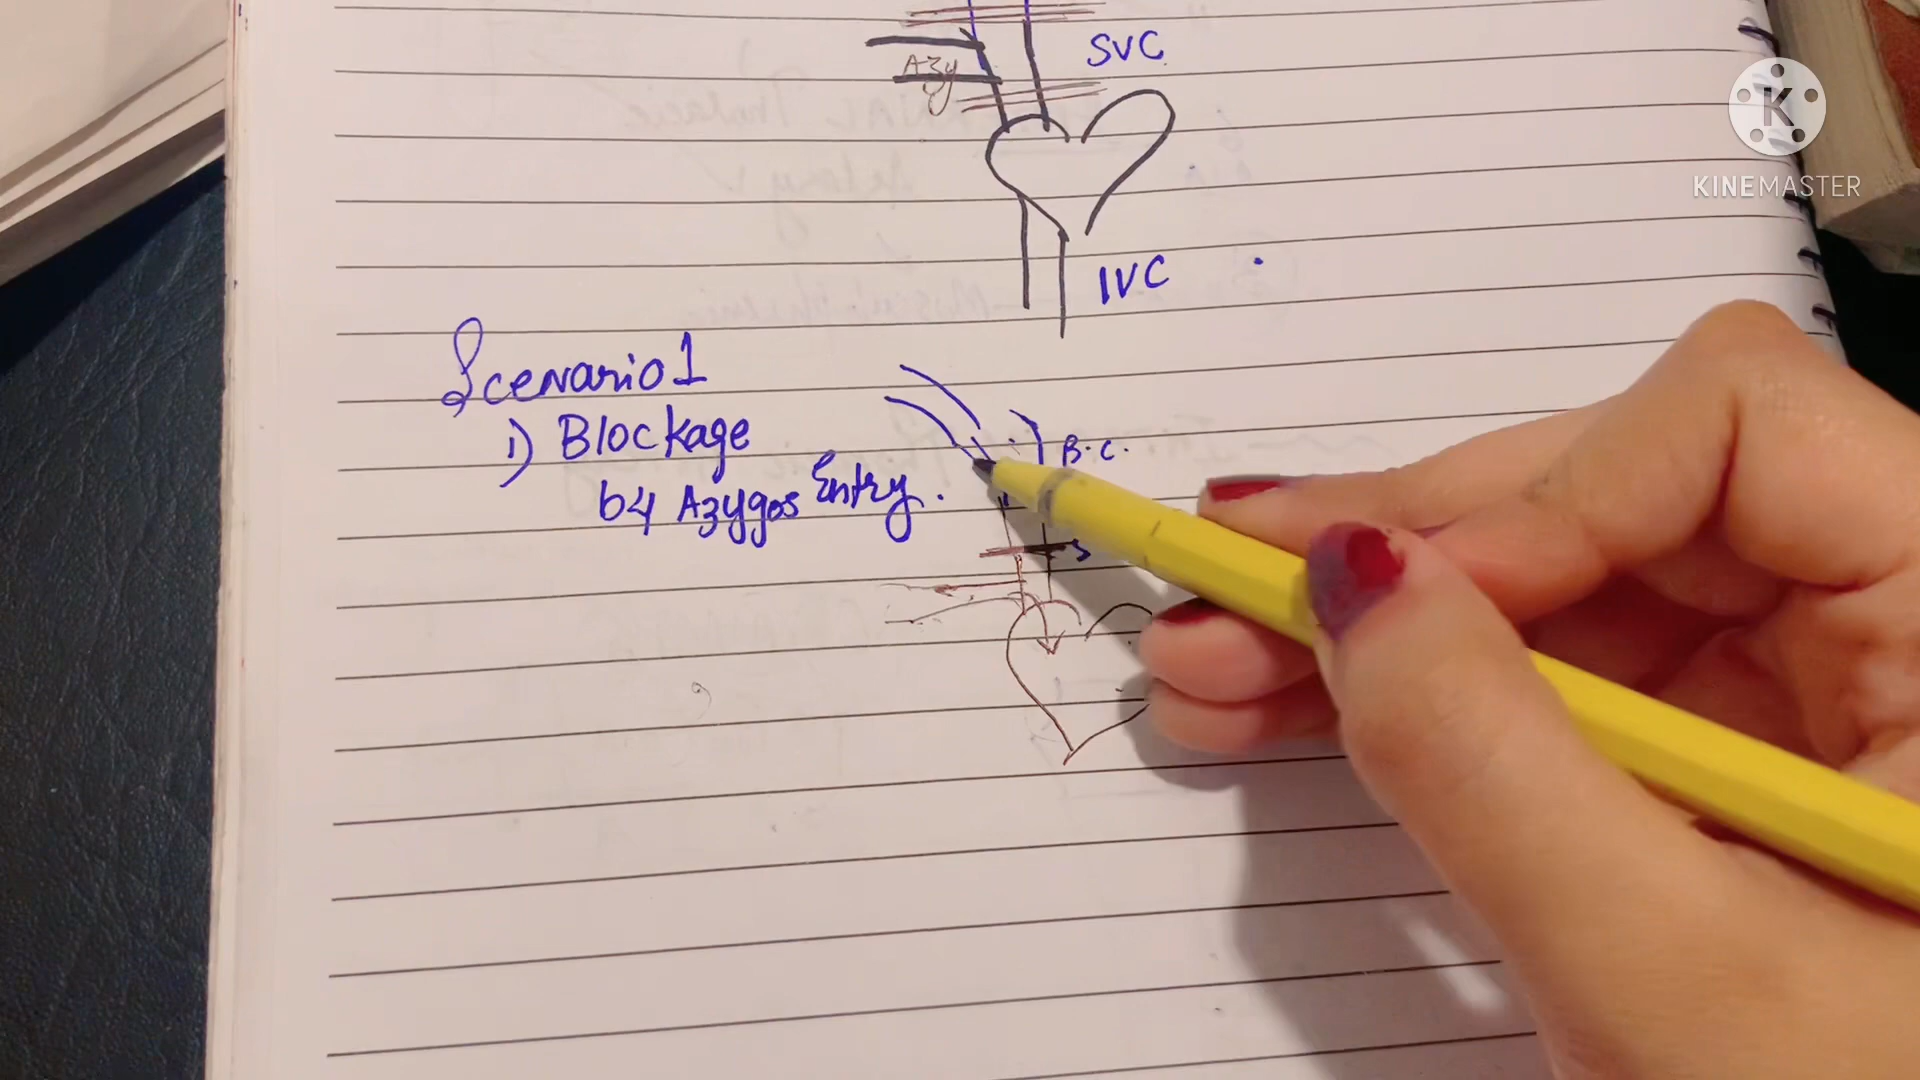 SVC
Azy
K
KINEMASTER
IVC
Scenario 1
1) Blockage
b4 Azygos Entry.
B.C.
S